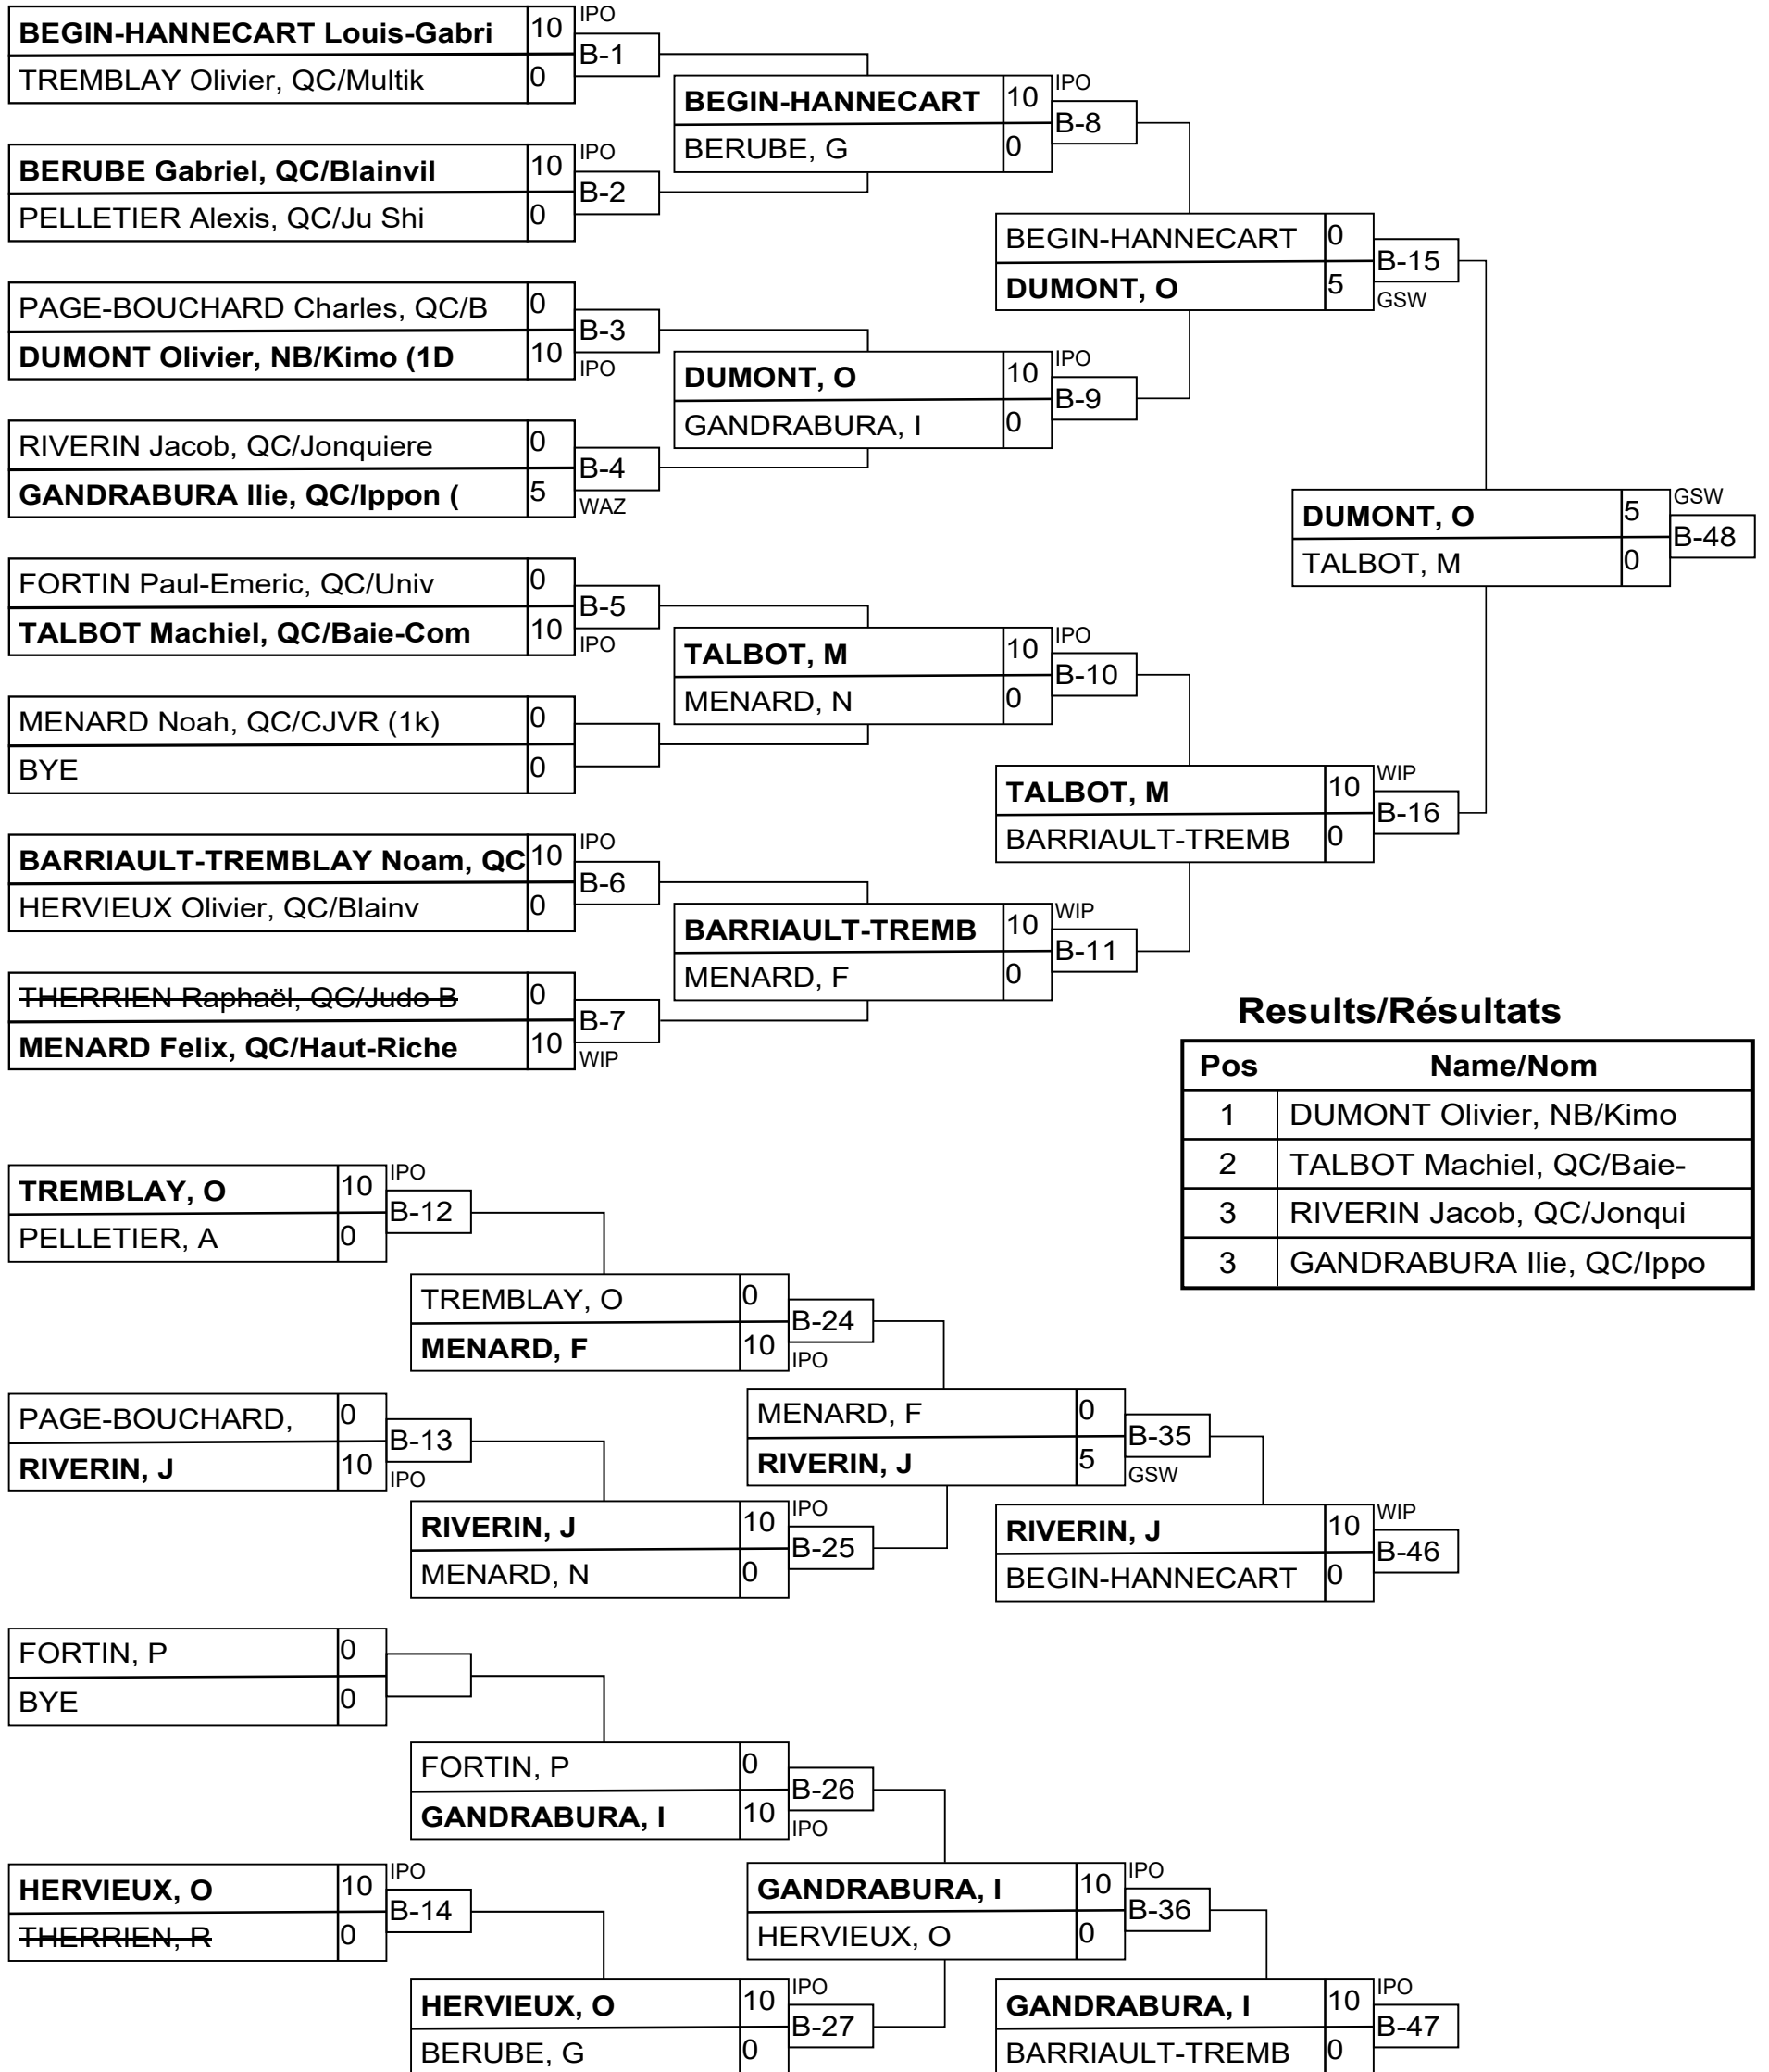 BEGIN-HANNECART Louis-Gabri 10 IPO
B-1
TREMBLAY Olivier, QC/Multik 0
BEGIN-HANNECART 10 IPO
B-8
BERUBE, G 0
BERUBE Gabriel, QC/Blainvil 10 IPO
B-2
PELLETIER Alexis, QC/Ju Shi 0
BEGIN-HANNECART 0
B-15
DUMONT, O 5 GSW
PAGE-BOUCHARD Charles, QC/B 0
B-3
DUMONT Olivier, NB/Kimo (1D 10 IPO
DUMONT, O 10 IPO
B-9
GANDRABURA, I 0
RIVERIN Jacob, QC/Jonquiere 0
B-4
GANDRABURA Ilie, QC/Ippon ( 5 WAZ
DUMONT, O 5 GSW
B-48
TALBOT, M 0
FORTIN Paul-Emeric, QC/Univ 0
B-5
TALBOT Machiel, QC/Baie-Com 10 IPO
TALBOT, M 10 IPO
B-10
MENARD, N 0
MENARD Noah, QC/CJVR (1k) 0
BYE 0
TALBOT, M 10 WIP
B-16
BARRIAULT-TREMB 0
BARRIAULT-TREMBLAY Noam, QC 10 IPO
B-6
HERVIEUX Olivier, QC/Blainv 0
BARRIAULT-TREMB 10 WIP
B-11
MENARD, F 0
THERRIEN Raphaël, QC/Judo B 0
B-7
MENARD Felix, QC/Haut-Riche 10 WIP
Results/Résultats
Pos Name/Nom
1 DUMONT Olivier, NB/Kimo
2 TALBOT Machiel, QC/Baie-
3 RIVERIN Jacob, QC/Jonqui
3 GANDRABURA Ilie, QC/Ippo
TREMBLAY, O 10 IPO
B-12
PELLETIER, A 0
TREMBLAY, O 0
B-24
MENARD, F 10 IPO
PAGE-BOUCHARD, 0
B-13
RIVERIN, J 10 IPO
MENARD, F 0
B-35
RIVERIN, J 5 GSW
RIVERIN, J 10 IPO
B-25
MENARD, N 0
RIVERIN, J 10 WIP
B-46
BEGIN-HANNECART 0
FORTIN, P 0
BYE 0
FORTIN, P 0
B-26
GANDRABURA, I 10 IPO
HERVIEUX, O 10 IPO
B-14
THERRIEN, R 0
GANDRABURA, I 10 IPO
B-36
HERVIEUX, O 0
HERVIEUX, O 10 IPO
B-27
BERUBE, G 0
GANDRABURA, I 10 IPO
B-47
BARRIAULT-TREMB 0